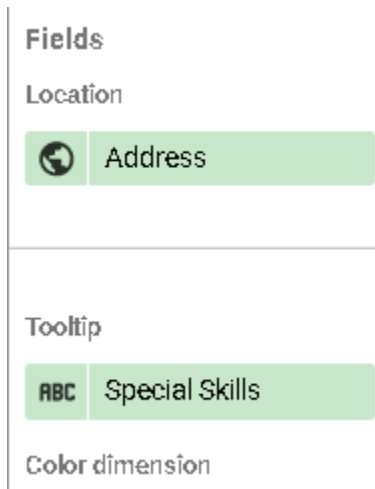 Fields
Location
Address
Tooltip
ABC Special Skills
Color dimension